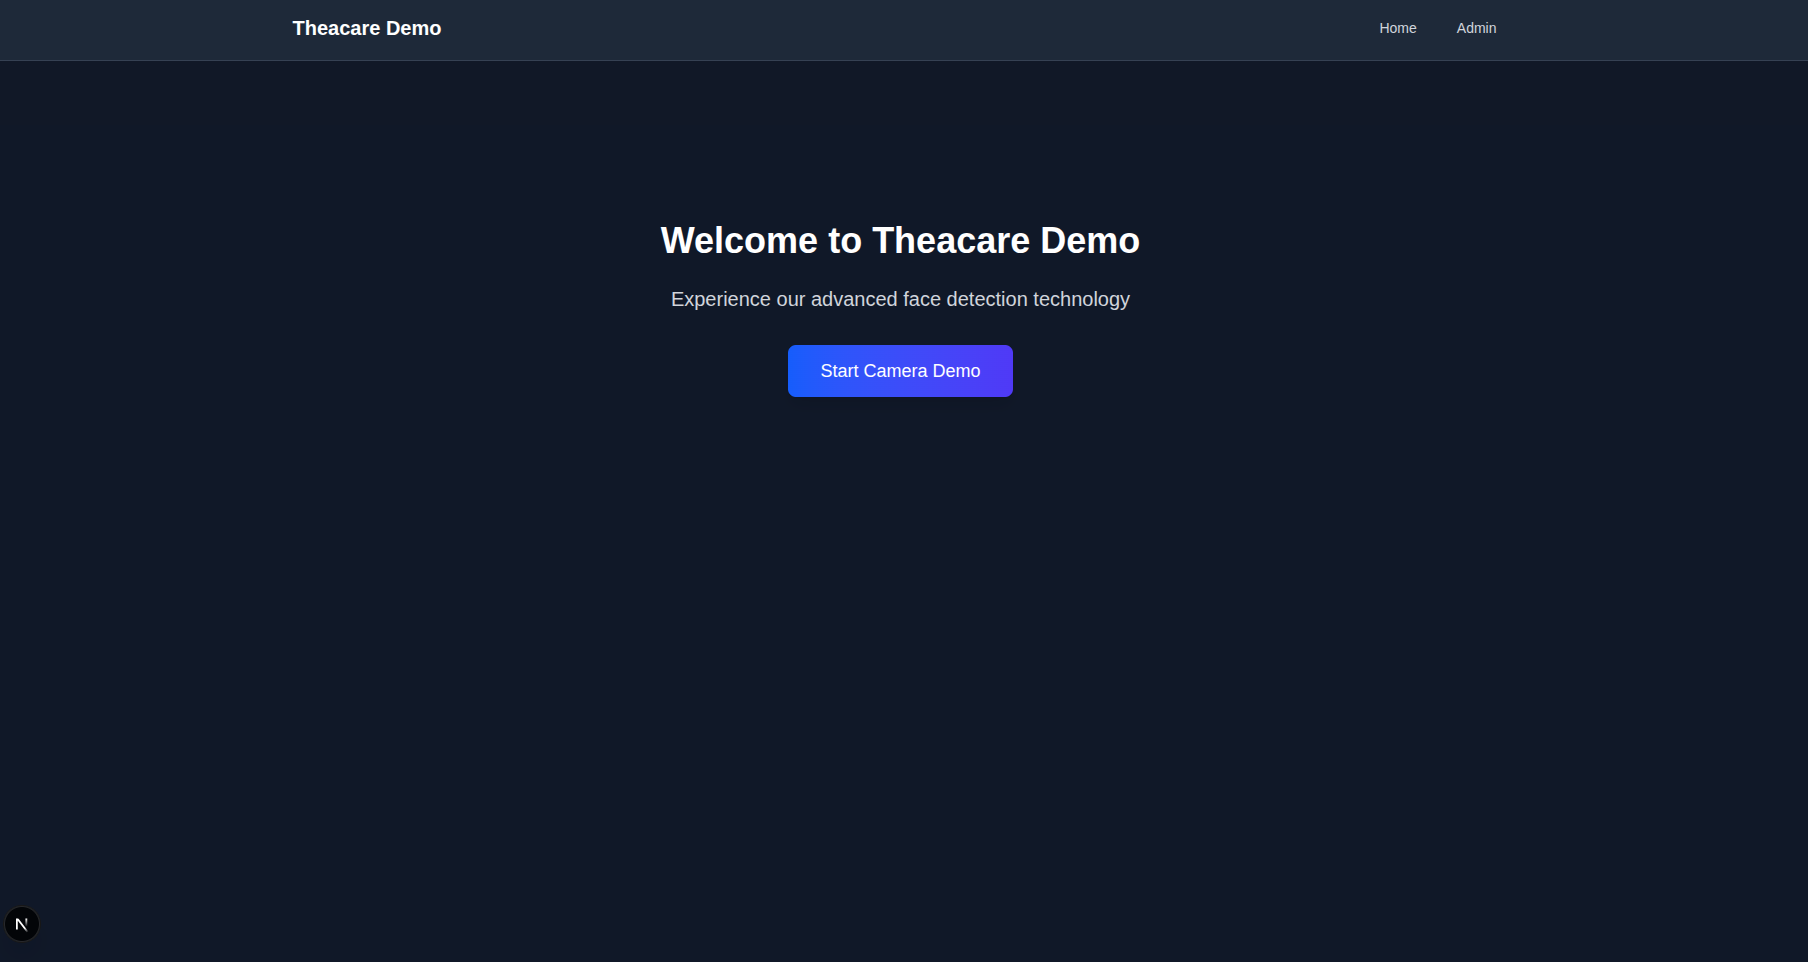 Theacare Demo
Home
Admin
Welcome to Theacare Demo
Experience our advanced face detection technology
Start Camera Demo
N